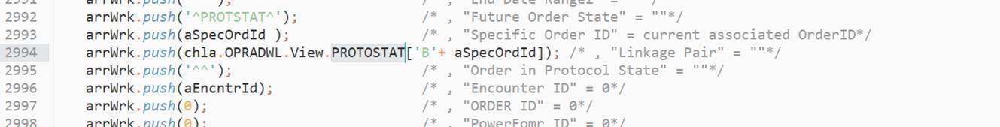 2991 arrWrk.push( /* , "End Date Range2" = */
2992 arrWrk.push('^PROTSTAT^'); /* , "Future Order State" = ""*/
2993 arrWrk.push(aSpecOrdId ); /* , "Specific Order ID" = current associated OrderID*/
2994 arrWrk.push(chla.OPRADWL.View.PROTOSTAT['B'+ aSpecOrdId]); /* , "Linkage Pair" = ""*/
2995 arrWrk.push('^^'); /* , "Order in Protocol State" = ""*/
2996 arrWrk.push(aEncntrId); /* , "Encounter ID" = 0*/
2997 arrWrk.push(0); /* , "ORDER ID" = 0*/
2998 arrWrk.push(0); /* , "PowerFomr ID" = 0*/